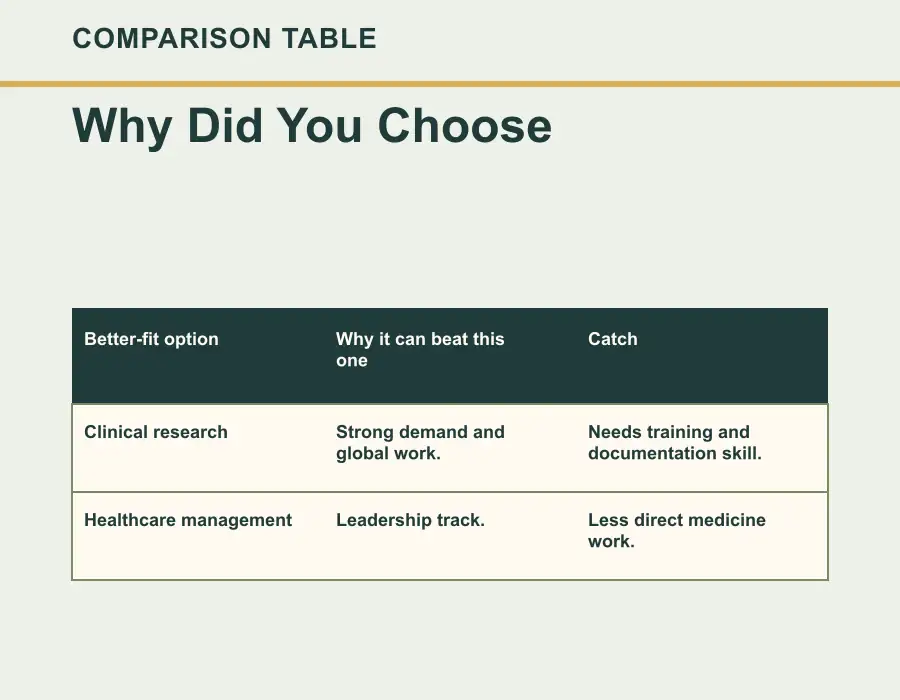 COMPARISON TABLE
Why Did You Choose
Better-fit option
Why it can beat this
one
Catch
Clinical research
Strong demand and
global work.
Needs training and
documentation skill.
Healthcare management
Leadership track.
Less direct medicine
work.